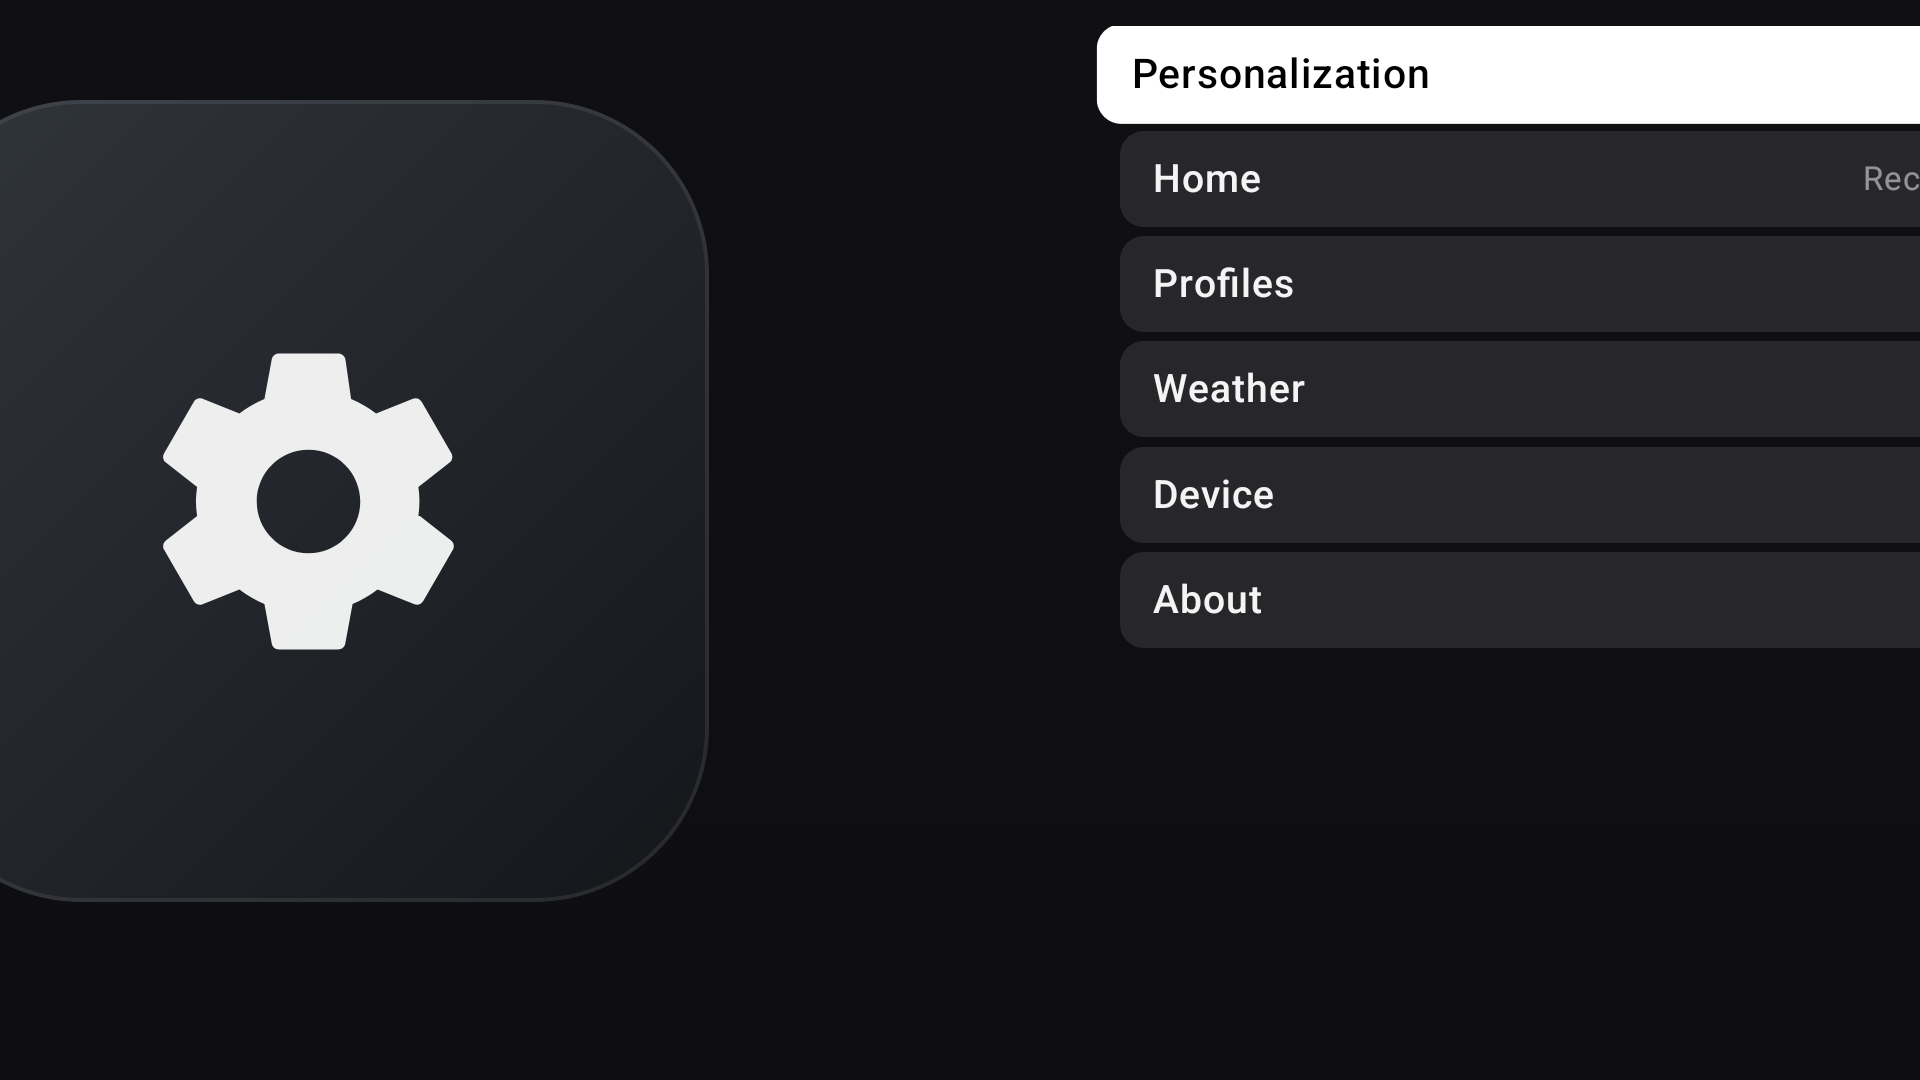 Personalization
Home
Profiles
Weather
Device
About